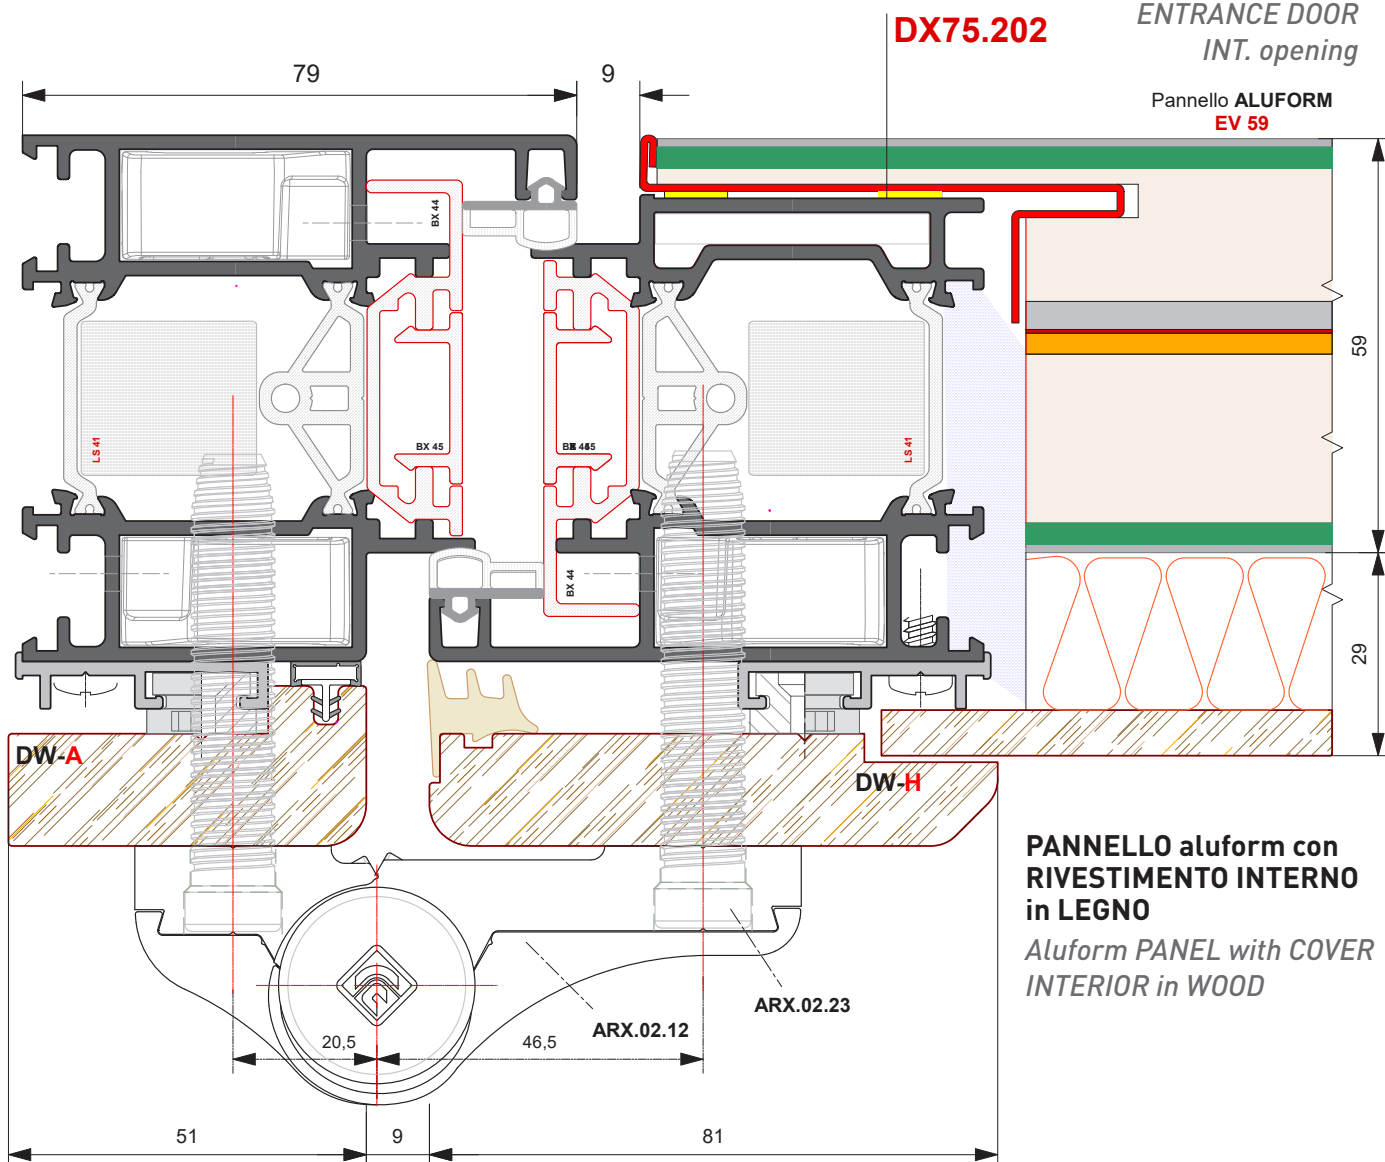 ENTRANCE DOOR
INT. opening
DX75.202
Pannello ALUFORM
EV 59
79
9
BX 44
LS 41
BX 45
LS 41
BX 44
59
29
DW-A
DW-H
PANNELLO aluform con
RIVESTIMENTO INTERNO
in LEGNO
Aluform PANEL with COVER
INTERIOR in WOOD
ARX.02.23
ARX.02.12
20,5
46,5
51
9
81